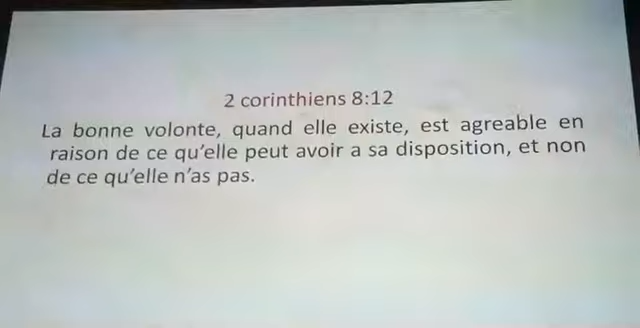 2 corinthiens 8:12
La bonne volonte, quand elle existe, est agreable en
raison de ce qu'elle peut avoir a sa disposition, et non
de ce qu'elle n'as pas.